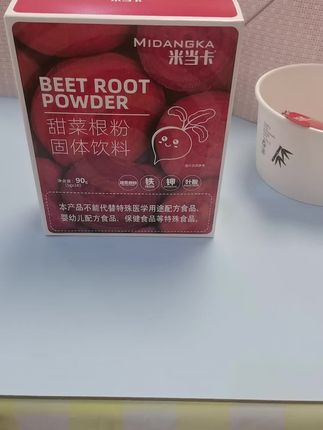 MIDANGKA
米当卡
BEET ROOT
POWDER
甜菜根粉
固体饮料
净含量: 90g
铁
钾
叶酸
本产品不能代替特殊医学用途配方食品、
婴幼儿配方食品、保健食品等特殊食品。